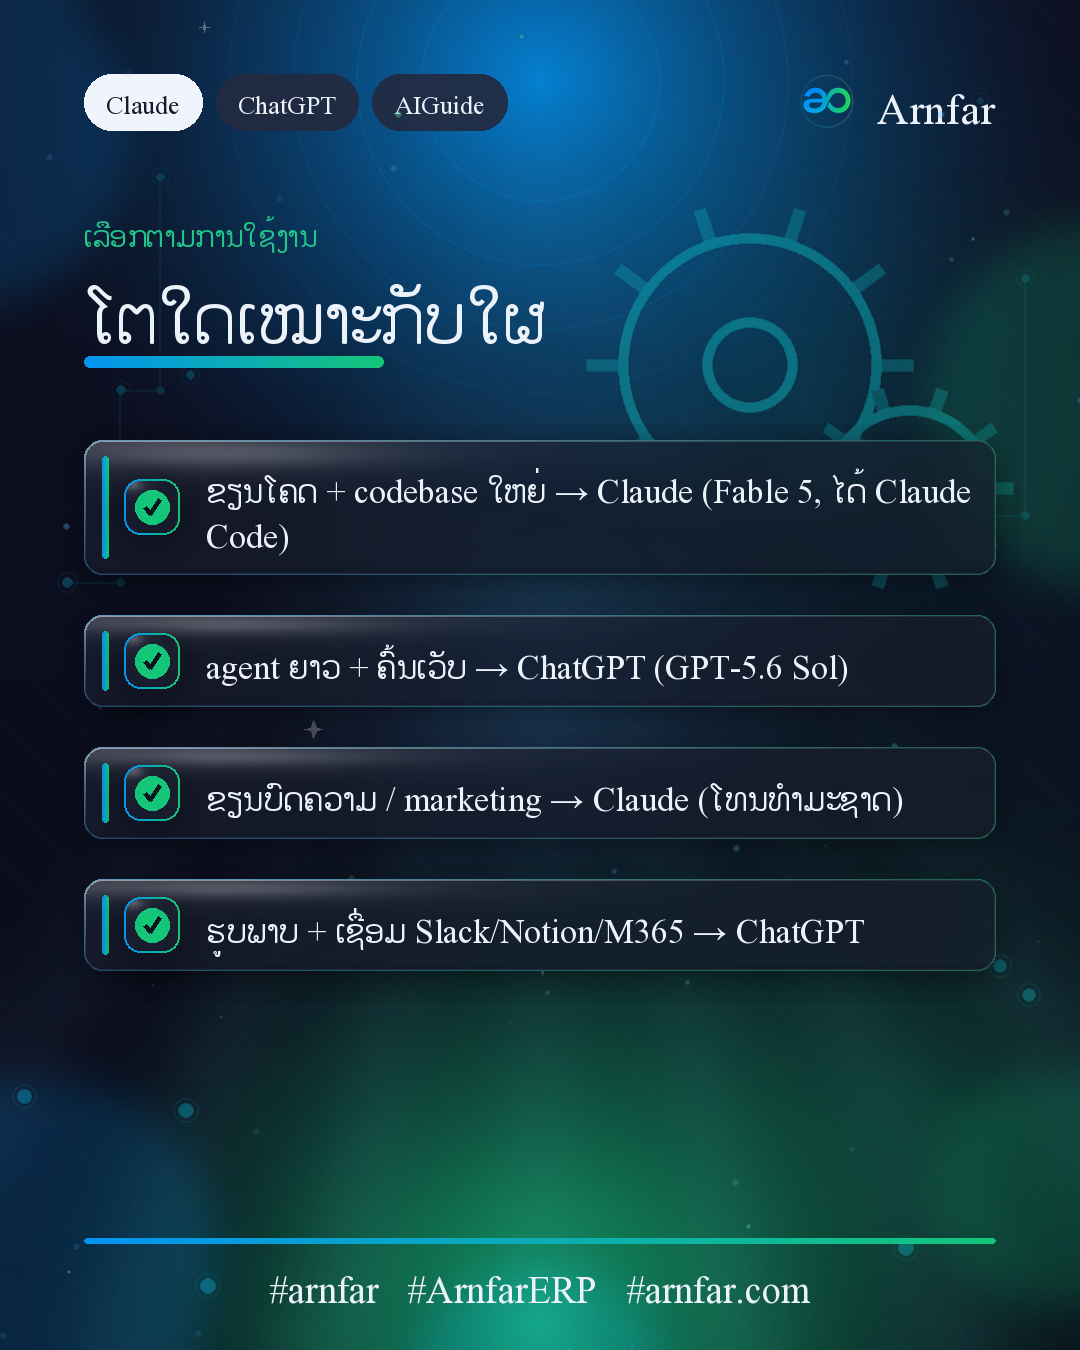 Claude
ChatGPT
AIGuide
Arnfar
ເລືອກຕາມການໃຊ້ງານ
ໂຕໃດເໝາະກັບໃຜ
ຂຽນໂຄດ + codebase ໃຫຍ່ → Claude (Fable 5, ໄດ້ Claude
Code)
agent ຍາວ + ຄົ້ນເວັບ → ChatGPT (GPT-5.6 Sol)
ຂຽນບົດຄວາມ / marketing → Claude (ໂທນທຳມະຊາດ)
ຮູບພາບ + ເຊື່ອມ Slack/Notion/M365 → ChatGPT
#arnfar #ArnfarERP #arnfar.com